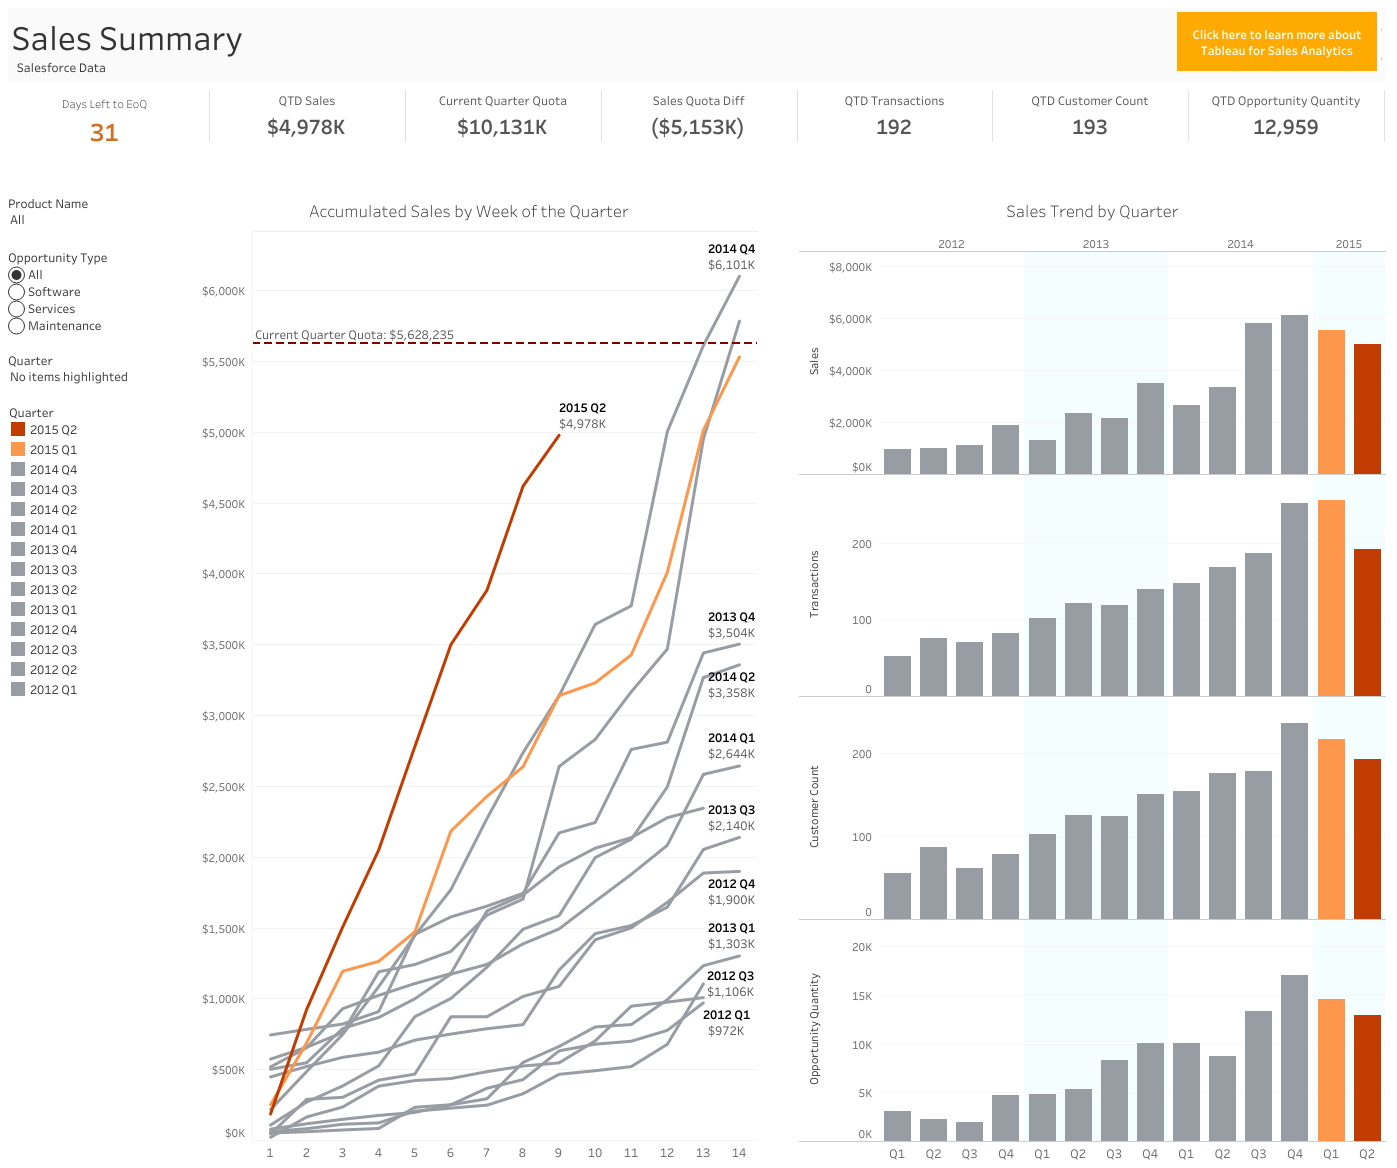 Sales Summary
Salesforce Data
Click here to learn more about
Tableau for Sales Analytics
Days Left to EoQ
31
QTD Sales
$4,978K
Current Quarter Quota
$10,131K
Sales Quota Diff
($5,153K)
QTD Transactions
192
QTD Customer Count
193
QTD Opportunity Quantity
12,959
Product Name
All
Opportunity Type
All
Software
Services
Maintenance
Quarter
No items highlighted
Quarter
2015 Q2
2015 Q1
2014 Q4
2014 Q3
2014 Q2
2014 Q1
2013 Q4
2013 Q3
2013 Q2
2013 Q1
2012 Q4
2012 Q3
2012 Q2
2012 Q1
Accumulated Sales by Week of the Quarter
$6,000K
$5,500K
$5,000K
$4,500K
$4,000K
$3,500K
$3,000K
$2,500K
$2,000K
$1,500K
$1,000K
$500K
$0K
Current Quarter Quota: $5,628,235
2014 Q4
$6,101K
2015 Q2
$4,978K
2013 Q4
$3,504K
2014 Q2
$3,358K
2014 Q1
$2,644K
2013 Q3
$2,140K
2012 Q4
$1,900K
2013 Q1
$1,303K
2012 Q3
$1,106K
2012 Q1
$972K
1 2 3 4 5 6 7 8 9 10 11 12 13 14
Sales Trend by Quarter
2012 2013 2014 2015
Sales
$8,000K
$6,000K
$4,000K
$2,000K
$0K
Transactions
200
100
0
Customer Count
200
100
0
Opportunity Quantity
20K
15K
10K
5K
0K
Q1 Q2 Q3 Q4 Q1 Q2 Q3 Q4 Q1 Q2 Q3 Q4 Q1 Q2